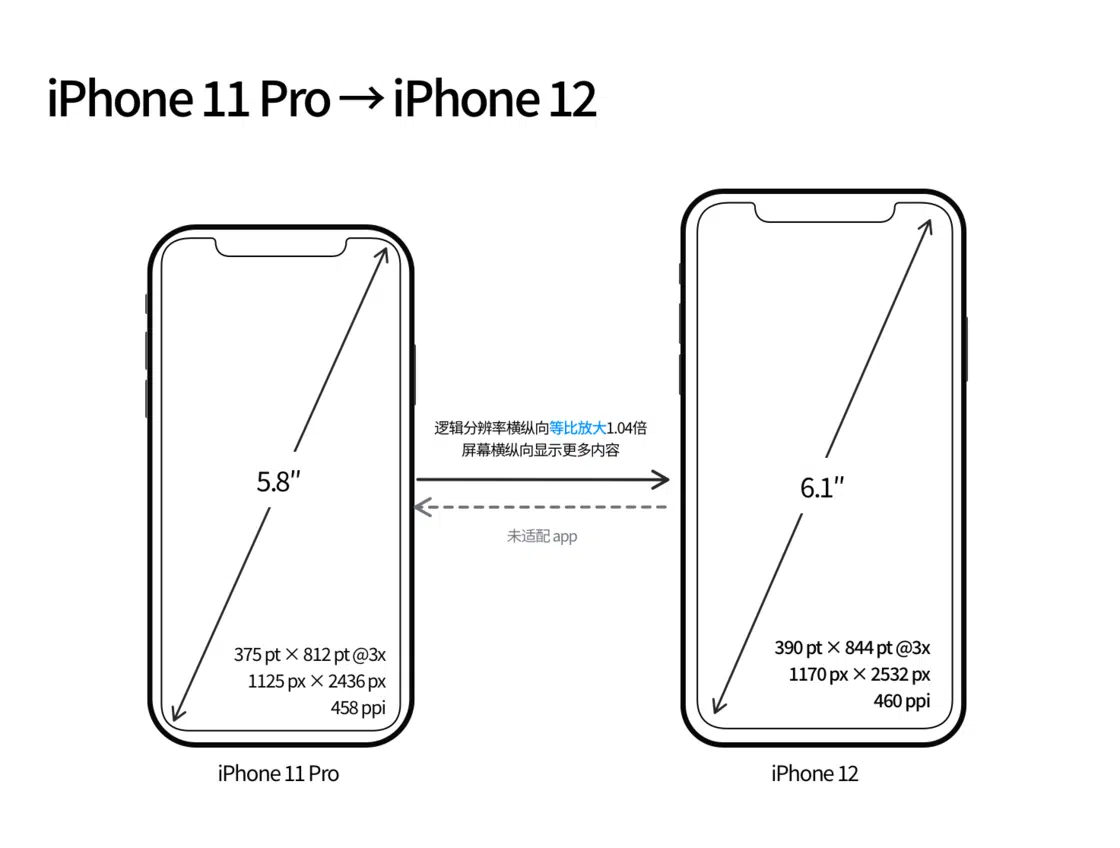 iPhone 11 Pro → iPhone 12
逻辑分辨率横纵向等比放大1.04倍
屏幕横纵向显示更多内容
未适配 app
5.8″
375 pt × 812 pt @3x
1125 px × 2436 px
458 ppi
iPhone 11 Pro
6.1″
390 pt × 844 pt @3x
1170 px × 2532 px
460 ppi
iPhone 12